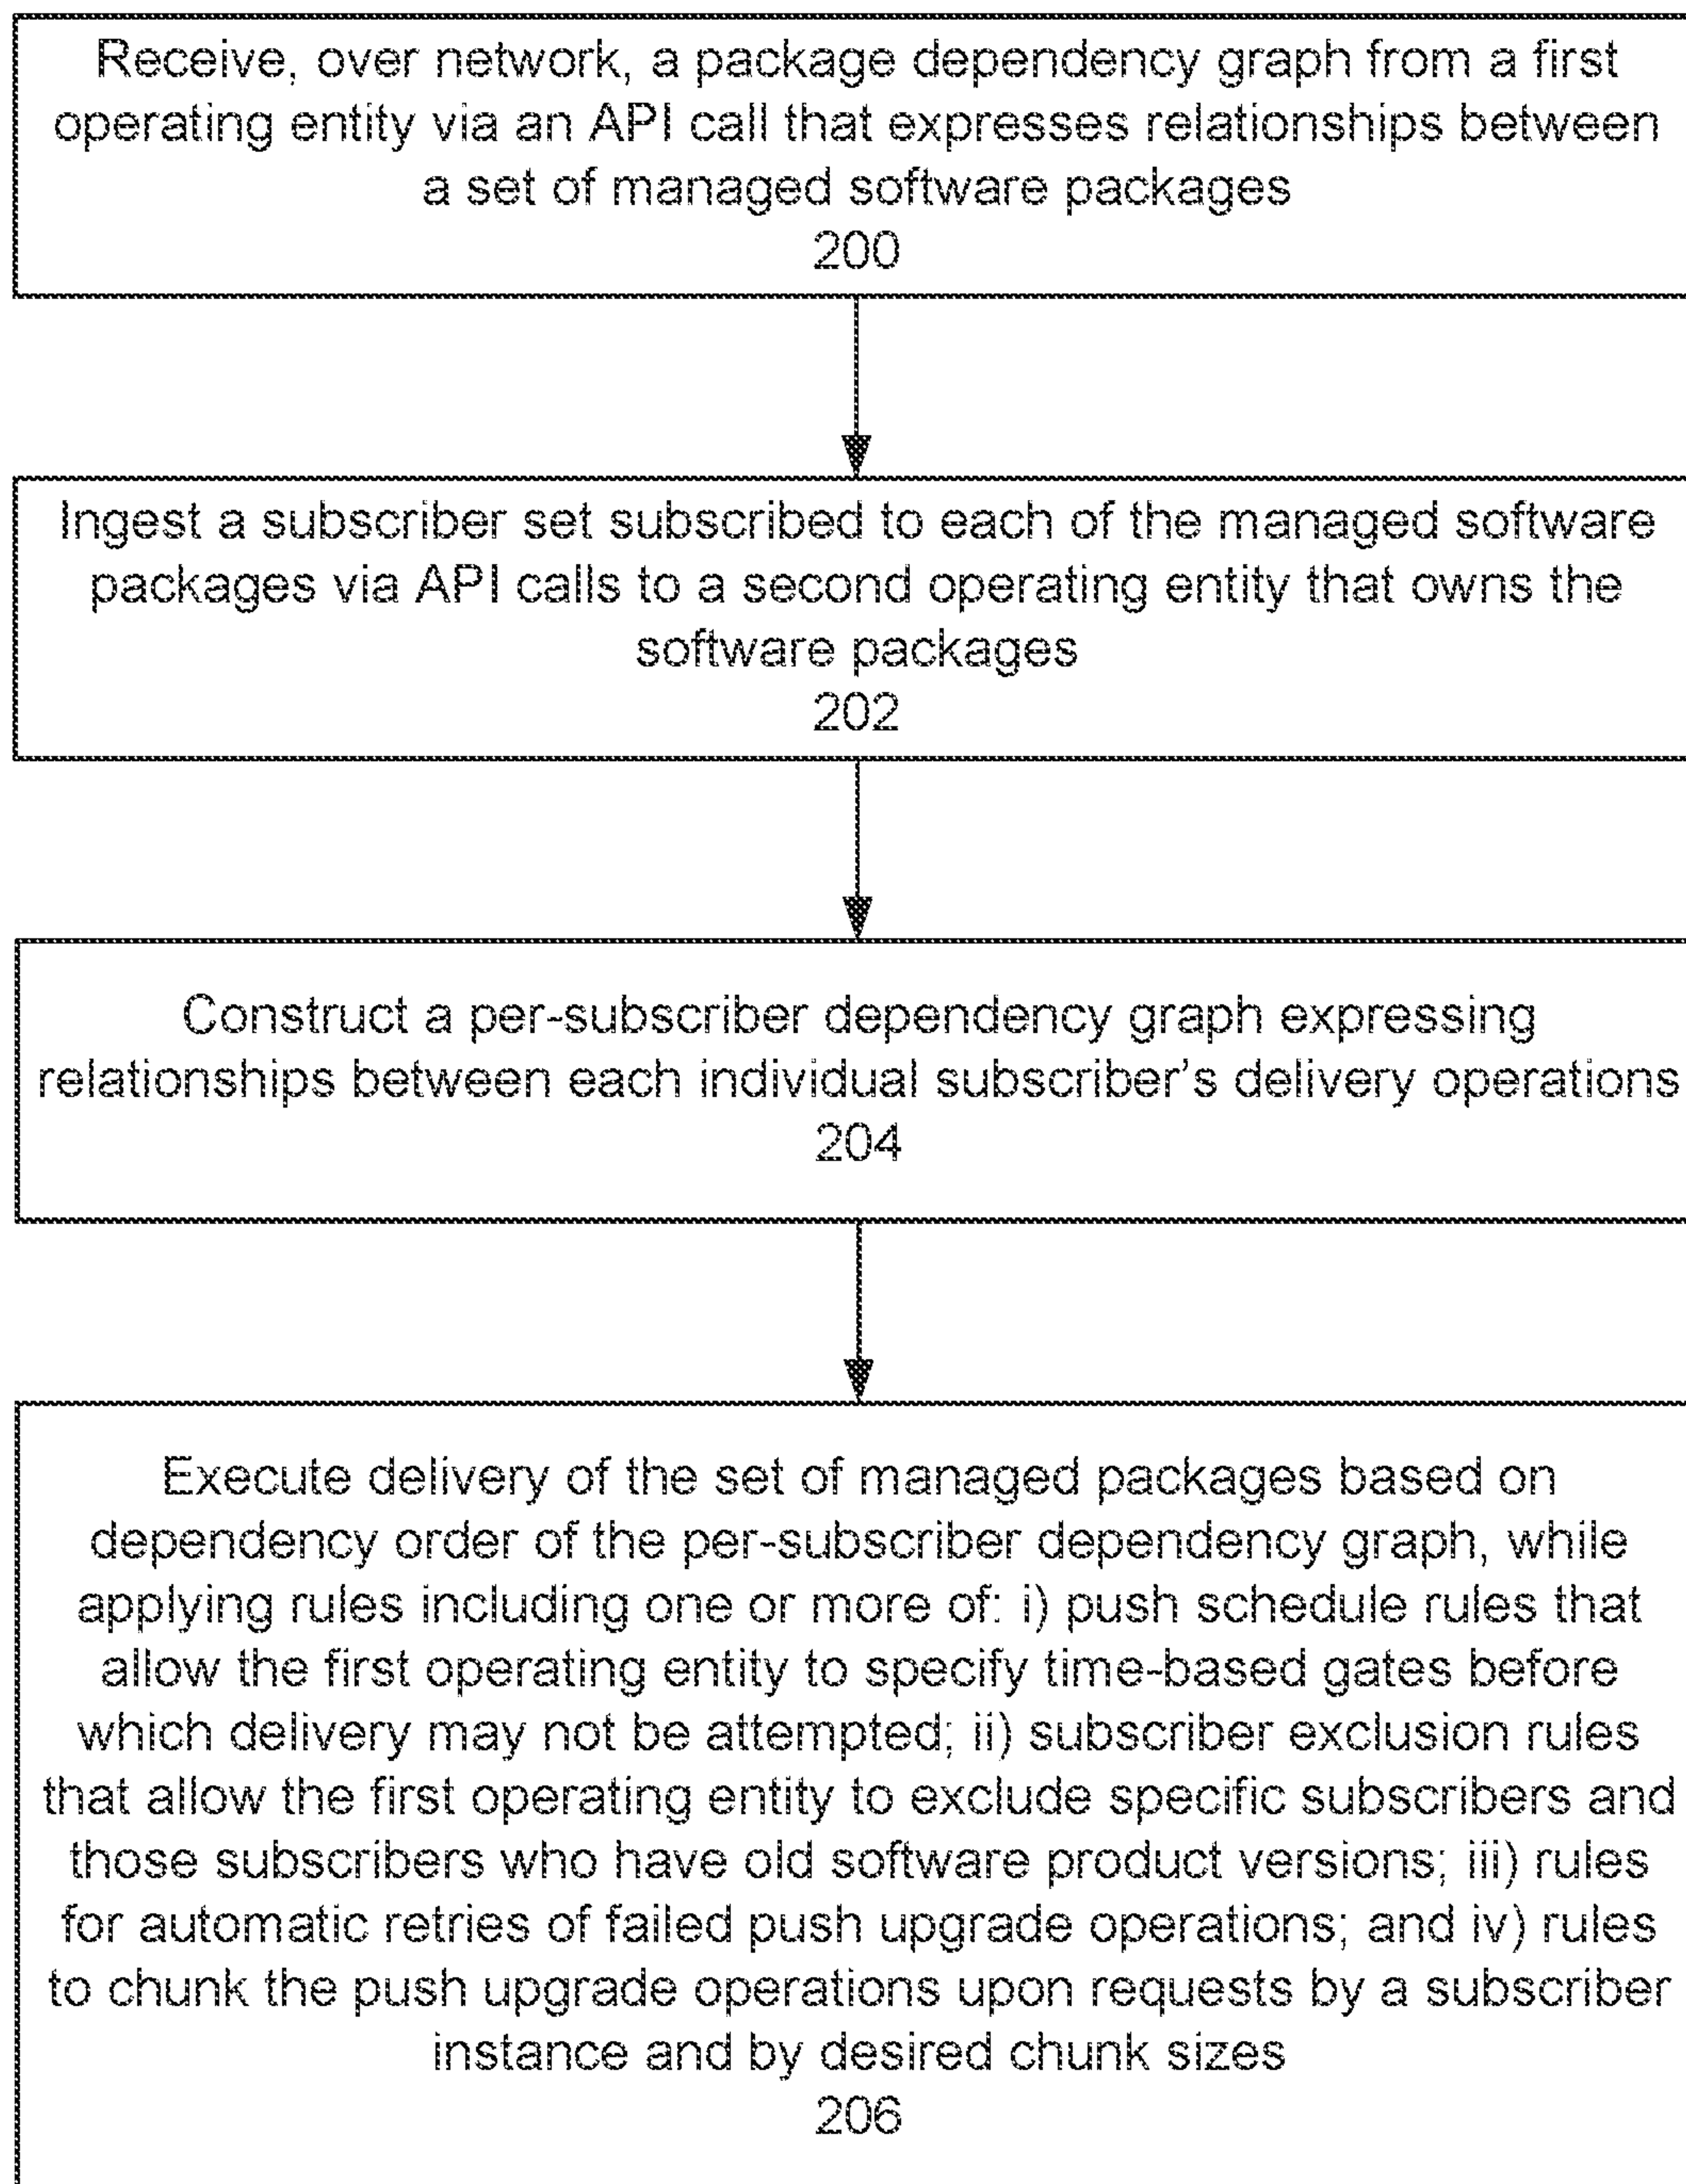 Receive, over network, a package dependency graph from a first
operating entity via an API call that expresses relationships between
a set of managed software packages
200
Ingest a subscriber set subscribed to each of the managed software
packages via API calls to a second operating entity that owns the
software packages
202
Construct a per-subscriber dependency graph expressing
relationships between each individual subscriber's delivery operations
204
Execute delivery of the set of managed packages based on
dependency order of the per-subscriber dependency graph, while
applying rules including one or more of: i) push schedule rules that
allow the first operating entity to specify time-based gates before
which delivery may not be attempted; ii) subscriber exclusion rules
that allow the first operating entity to exclude specific subscribers and
those subscribers who have old software product versions; iii) rules
for automatic retries of failed push upgrade operations; and iv) rules
to chunk the push upgrade operations upon requests by a subscriber
instance and by desired chunk sizes
206